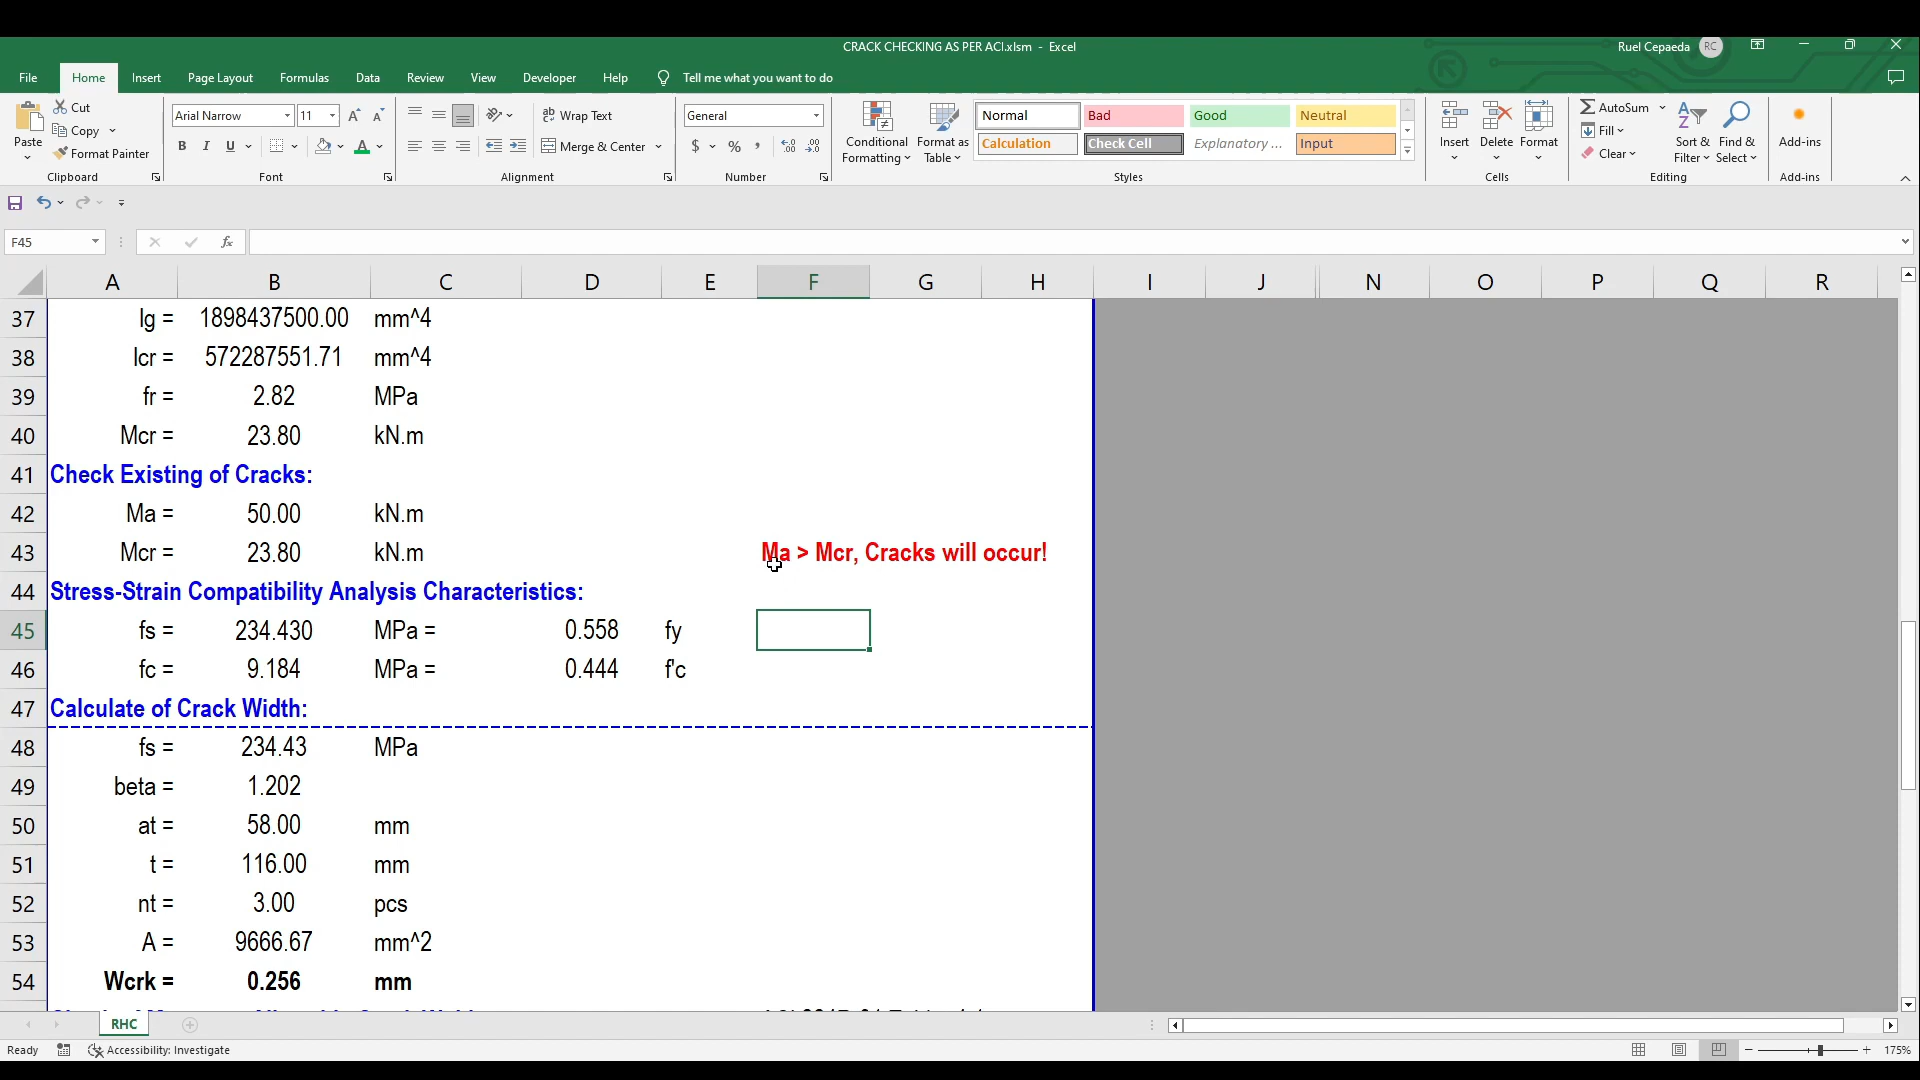 CRACK CHECKING AS PER ACI.xlsm - Excel
Ruel Cepaeda RC
File Home Insert Page Layout Formulas Data Review View Developer Help Tell me what you want to do
Paste
Cut
Copy
Format Painter
Clipboard
Arial Narrow 11
B I U
Font
Wrap Text
Merge & Center
Alignment
General
$ % ,
Number
Conditional Formatting
Format as Table
Normal Bad Good Neutral
Calculation Check Cell Explanatory ... Input
Styles
Insert Delete Format
Cells
AutoSum
Fill
Clear
Sort & Filter
Find & Select
Editing
Add-ins
Add-ins
F45 fx
A B C D E F G H I J N O P Q R
37 Ig = 1898437500.00 mm^4
38 Icr = 572287551.71 mm^4
39 fr = 2.82 MPa
40 Mcr = 23.80 kN.m
41 Check Existing of Cracks:
42 Ma = 50.00 kN.m
43 Mcr = 23.80 kN.m Ma > Mcr, Cracks will occur!
44 Stress-Strain Compatibility Analysis Characteristics:
45 fs = 234.430 MPa = 0.558 fy
46 fc = 9.184 MPa = 0.444 f'c
47 Calculate of Crack Width:
48 fs = 234.43 MPa
49 beta = 1.202
50 at = 58.00 mm
51 t = 116.00 mm
52 nt = 3.00 pcs
53 A = 9666.67 mm^2
54 Wcrk = 0.256 mm
RHC
Ready Accessibility: Investigate 175%